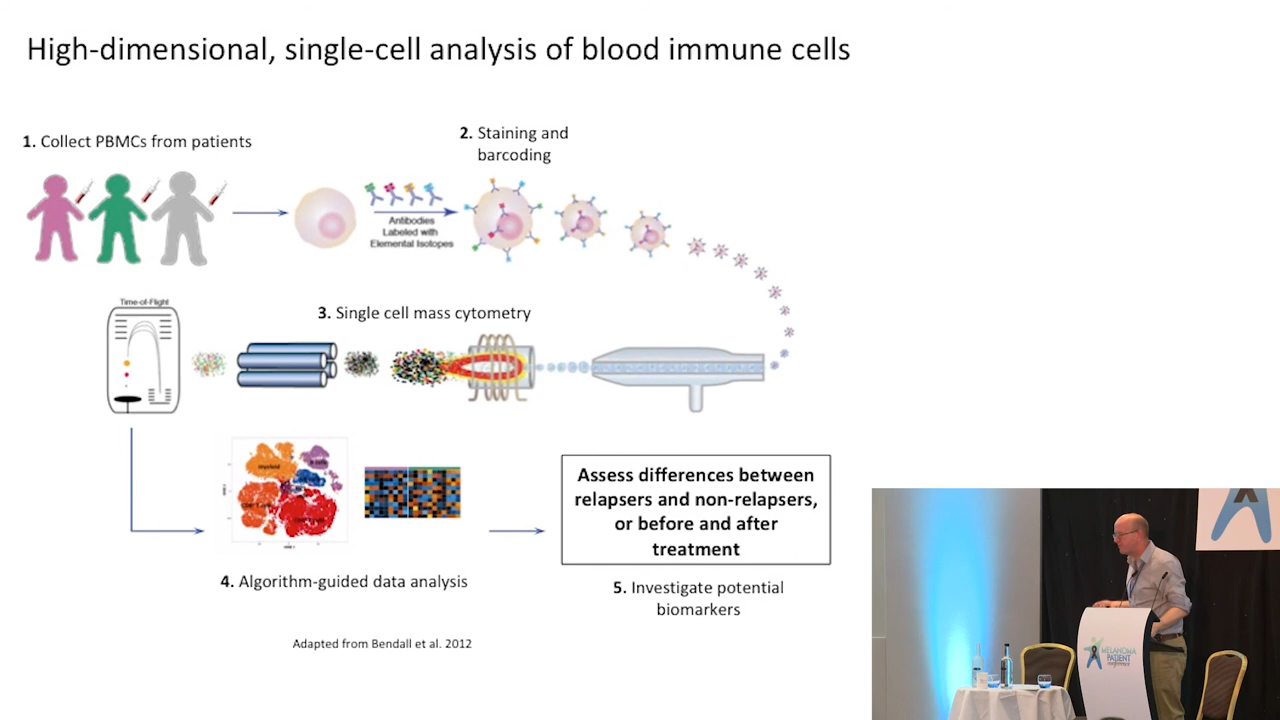 High-dimensional, single-cell analysis of blood immune cells
1. Collect PBMCs from patients
2. Staining and
barcoding
Antibodies
Labeled with
Elemental Isotopes
Time-of-Flight
3. Single cell mass cytometry
myeloid
B cells
Assess differences between
relapsers and non-relapsers,
or before and after
treatment
4. Algorithm-guided data analysis
5. Investigate potential
biomarkers
Adapted from Bendall et al. 2012
MELANOMA
PATIENT
conference